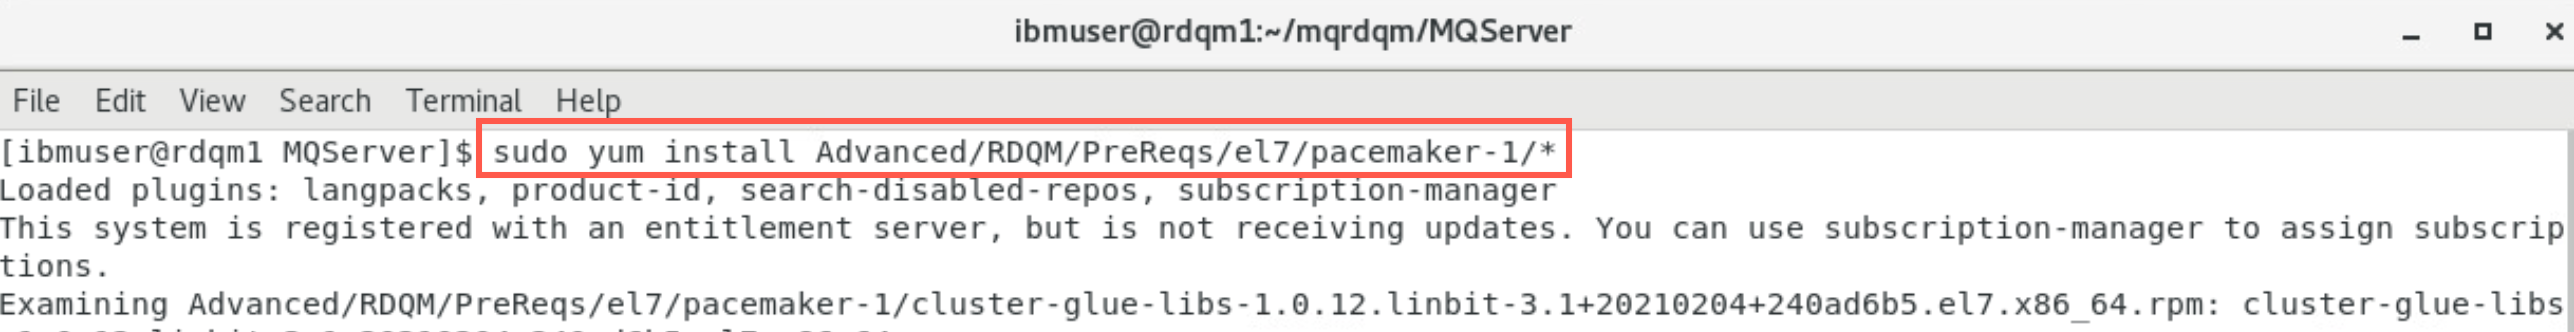 ibmuser@rdqm1:~/mqrdqm/MQServer
File Edit View Search Terminal Help
[ibmuser@rdqm1 MQServer]$ sudo yum install Advanced/RDQM/PreReqs/el7/pacemaker-1/*
Loaded plugins: langpacks, product-id, search-disabled-repos, subscription-manager
This system is registered with an entitlement server, but is not receiving updates. You can use subscription-manager to assign subscrip
tions.
Examining Advanced/RDQM/PreReqs/el7/pacemaker-1/cluster-glue-libs-1.0.12.linbit-3.1+20210204+240ad6b5.el7.x86_64.rpm: cluster-glue-libs